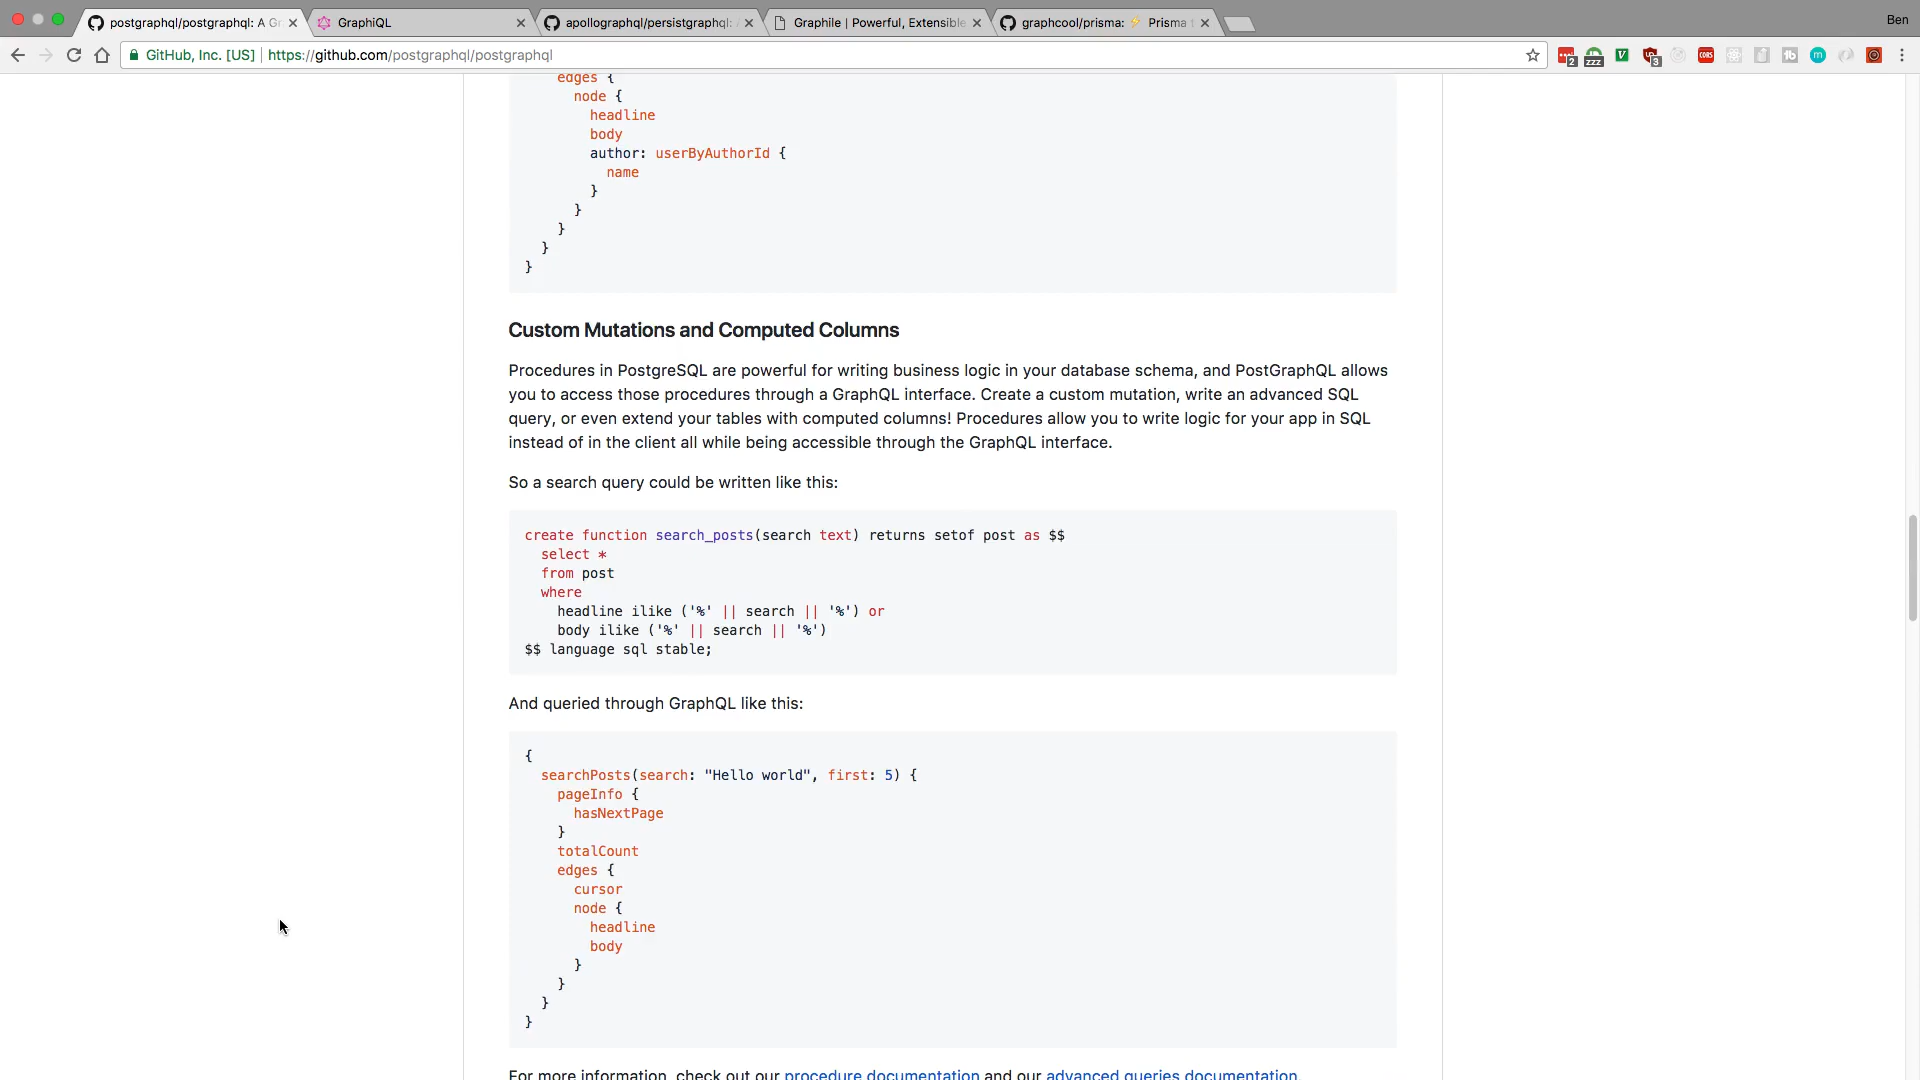 postgraphql/postgraphql: A G
GraphiQL
apollographql/persistgraphql:
Graphile | Powerful, Extensible
graphcool/prisma: ⚡ Prisma
Ben
GitHub, Inc. [US] | https://github.com/postgraphql/postgraphql
2
zzz
V
3
CORS
tb
m
edges {
node {
headline
body
author: userByAuthorId {
name
}
}
}
}
}
Custom Mutations and Computed Columns
Procedures in PostgreSQL are powerful for writing business logic in your database schema, and PostGraphQL allows
you to access those procedures through a GraphQL interface. Create a custom mutation, write an advanced SQL
query, or even extend your tables with computed columns! Procedures allow you to write logic for your app in SQL
instead of in the client all while being accessible through the GraphQL interface.
So a search query could be written like this:
create function search_posts(search text) returns setof post as $$
select *
from post
where
headline ilike ('%' || search || '%') or
body ilike ('%' || search || '%')
$$ language sql stable;
And queried through GraphQL like this:
{
searchPosts(search: "Hello world", first: 5) {
pageInfo {
hasNextPage
}
totalCount
edges {
cursor
node {
headline
body
}
}
}
}
For more information, check out our procedure documentation and our advanced queries documentation.